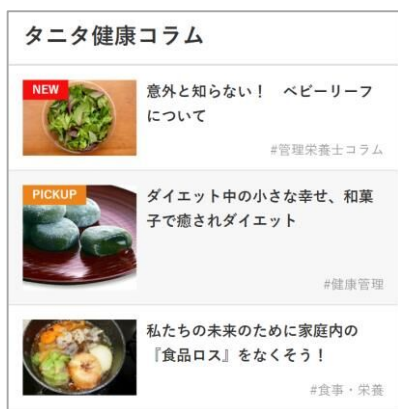 タニタ健康コラム
NEW
意外と知らない！　ベビーリーフ
について
#管理栄養士コラム
PICKUP
ダイエット中の小さな幸せ、和菓
子で癒されダイエット
#健康管理
私たちの未来のために家庭内の
『食品ロス』をなくそう！
#食事・栄養